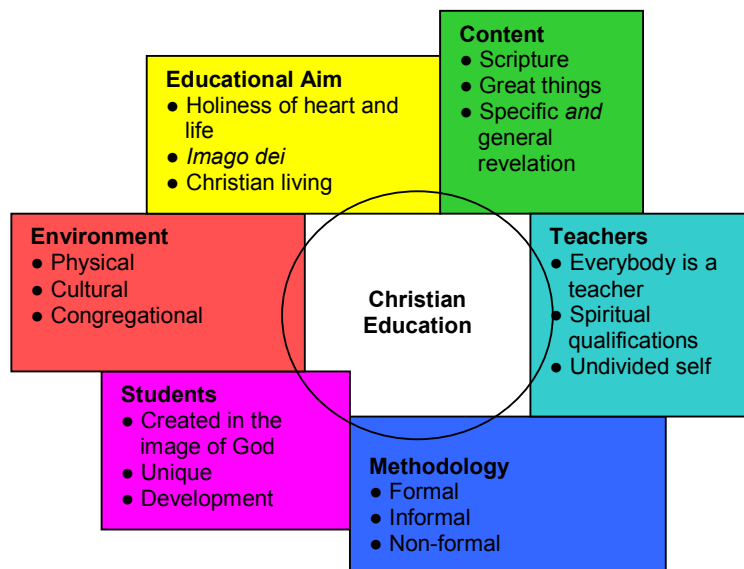 Content
● Scripture
● Great things
● Specific and
general
revelation
Educational Aim
● Holiness of heart and
life
● Imago dei
● Christian living
Environment
● Physical
● Cultural
● Congregational
Christian
Education
Teachers
● Everybody is a
teacher
● Spiritual
qualifications
● Undivided self
Students
● Created in the
image of God
● Unique
● Development
Methodology
● Formal
● Informal
● Non-formal